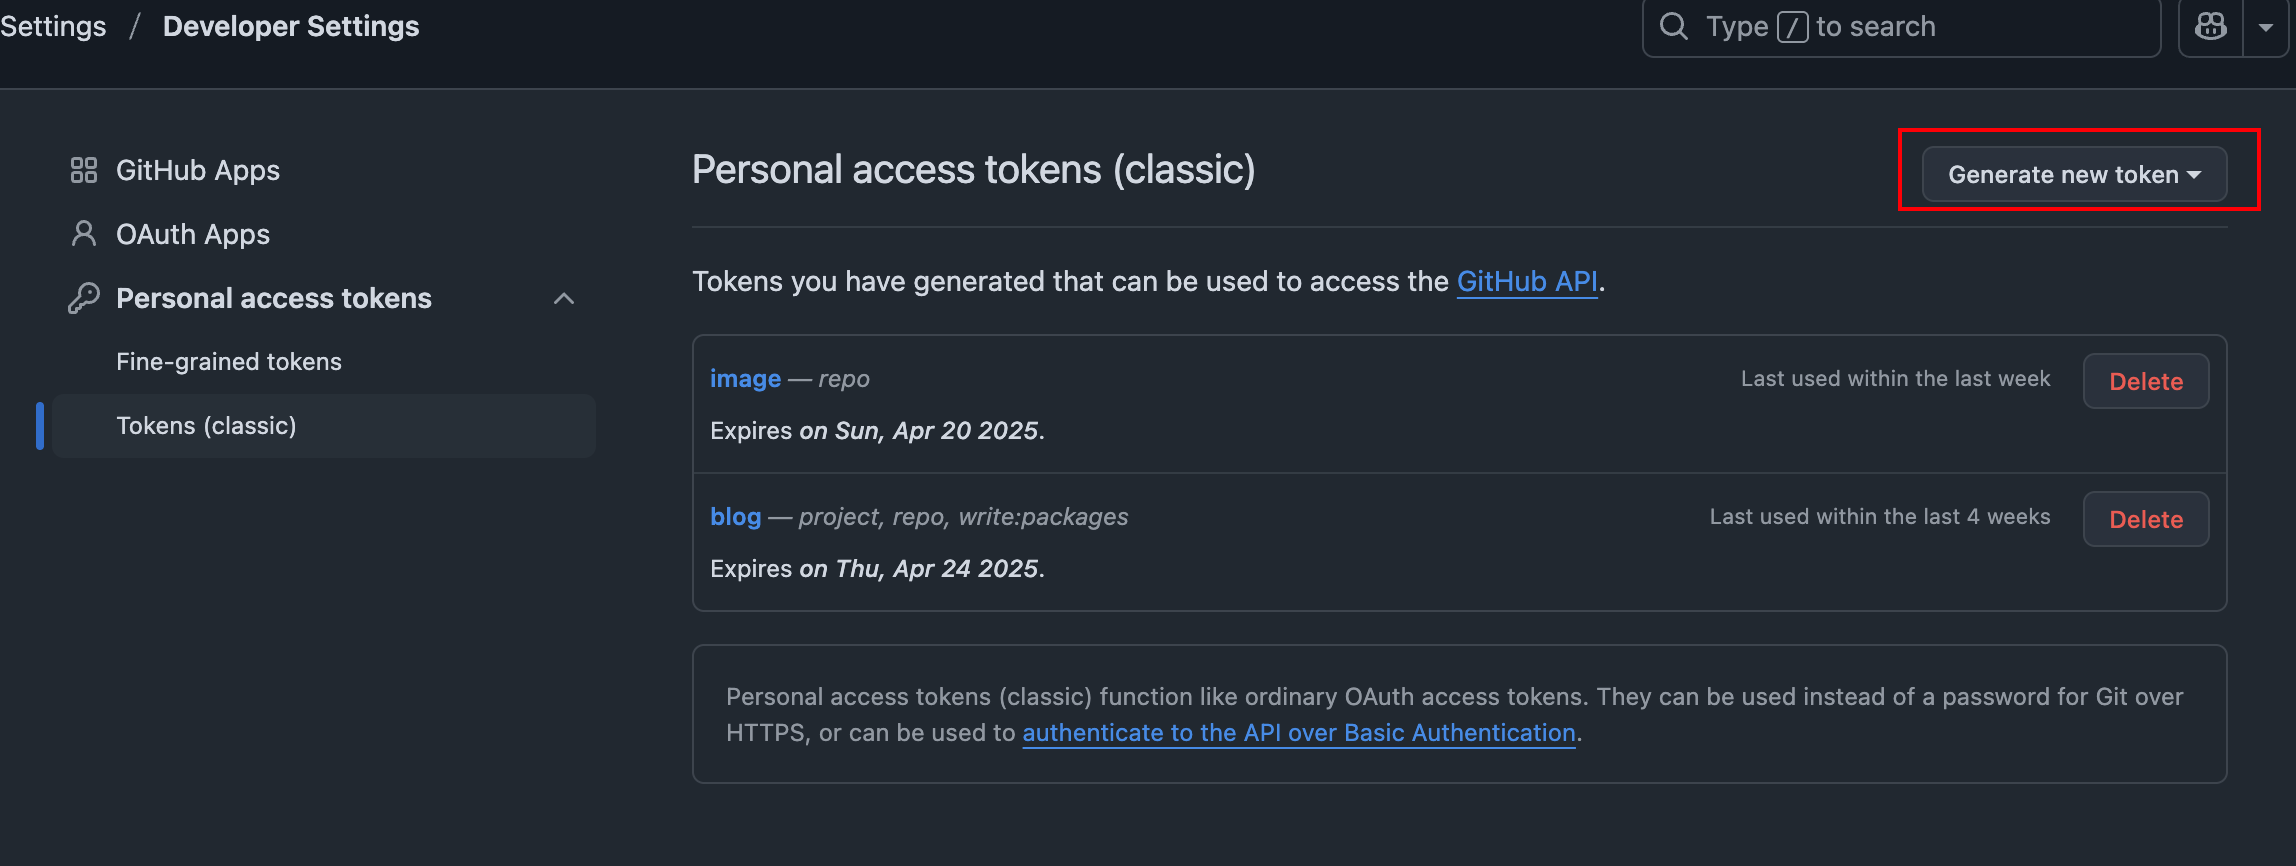 Settings / Developer Settings
Type / to search
GitHub Apps
OAuth Apps
Personal access tokens
Fine-grained tokens
Tokens (classic)
Personal access tokens (classic)
Generate new token
Tokens you have generated that can be used to access the GitHub API.
image — repo
Last used within the last week
Delete
Expires on Sun, Apr 20 2025.
blog — project, repo, write:packages
Last used within the last 4 weeks
Delete
Expires on Thu, Apr 24 2025.
Personal access tokens (classic) function like ordinary OAuth access tokens. They can be used instead of a password for Git over
HTTPS, or can be used to authenticate to the API over Basic Authentication.